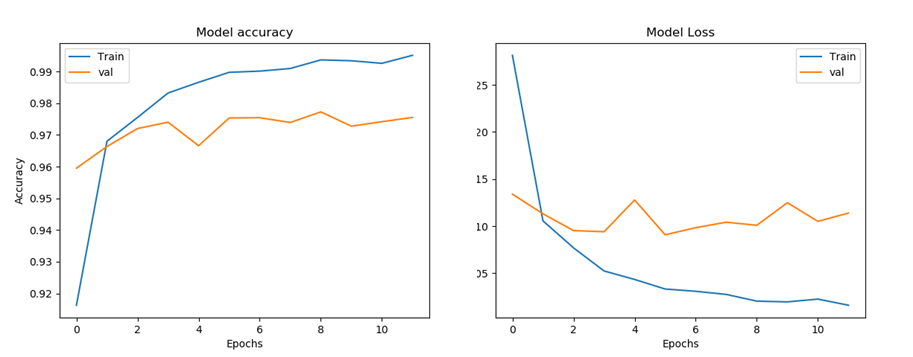 Model accuracy
Train
val
0.99
0.98
0.97
0.96
0.95
0.94
0.93
0.92
Accuracy
0 2 4 6 8 10
Epochs
Model Loss
Train
val
25
20
15
10
05
0 2 4 6 8 10
Epochs